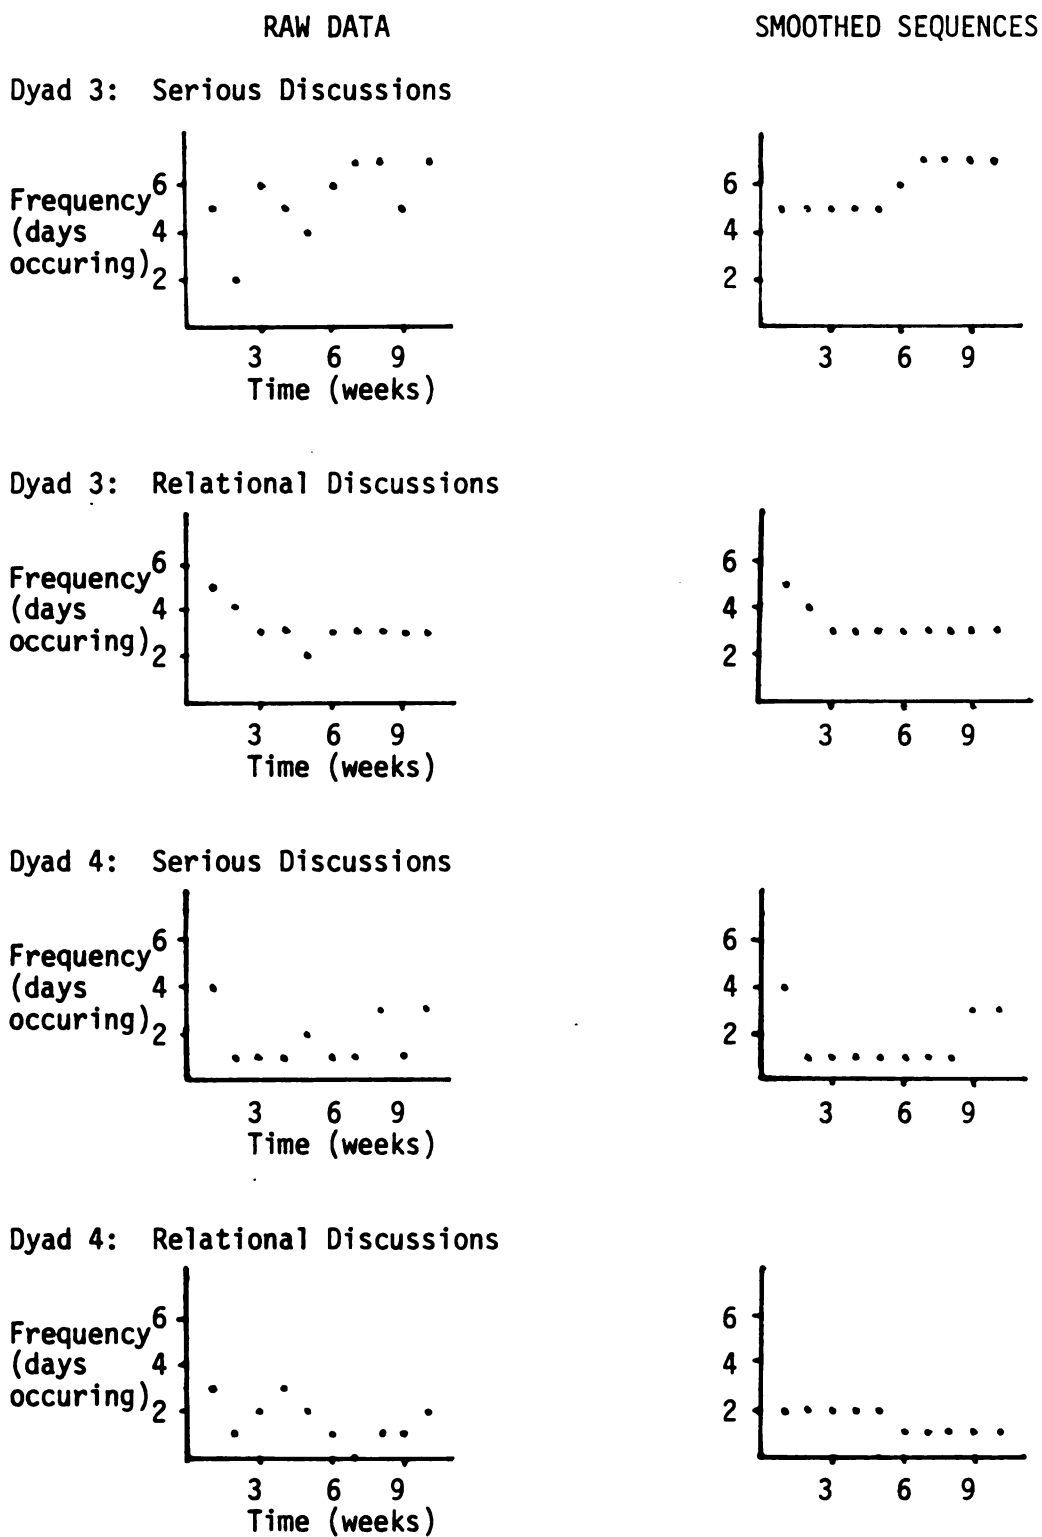 RAW DATA SMOOTHED SEQUENCES
Dyad 3: Serious Discussions
Frequency 6 6
(days 4 4
occuring) 2 2
3 6 9 3 6 9
Time (weeks)
Dyad 3: Relational Discussions
Frequency 6 6
(days 4 4
occuring) 2 2
3 6 9 3 6 9
Time (weeks)
Dyad 4: Serious Discussions
Frequency 6 6
(days 4 4
occuring) 2 2
3 6 9 3 6 9
Time (weeks)
Dyad 4: Relational Discussions
Frequency 6 6
(days 4 4
occuring) 2 2
3 6 9 3 6 9
Time (weeks)